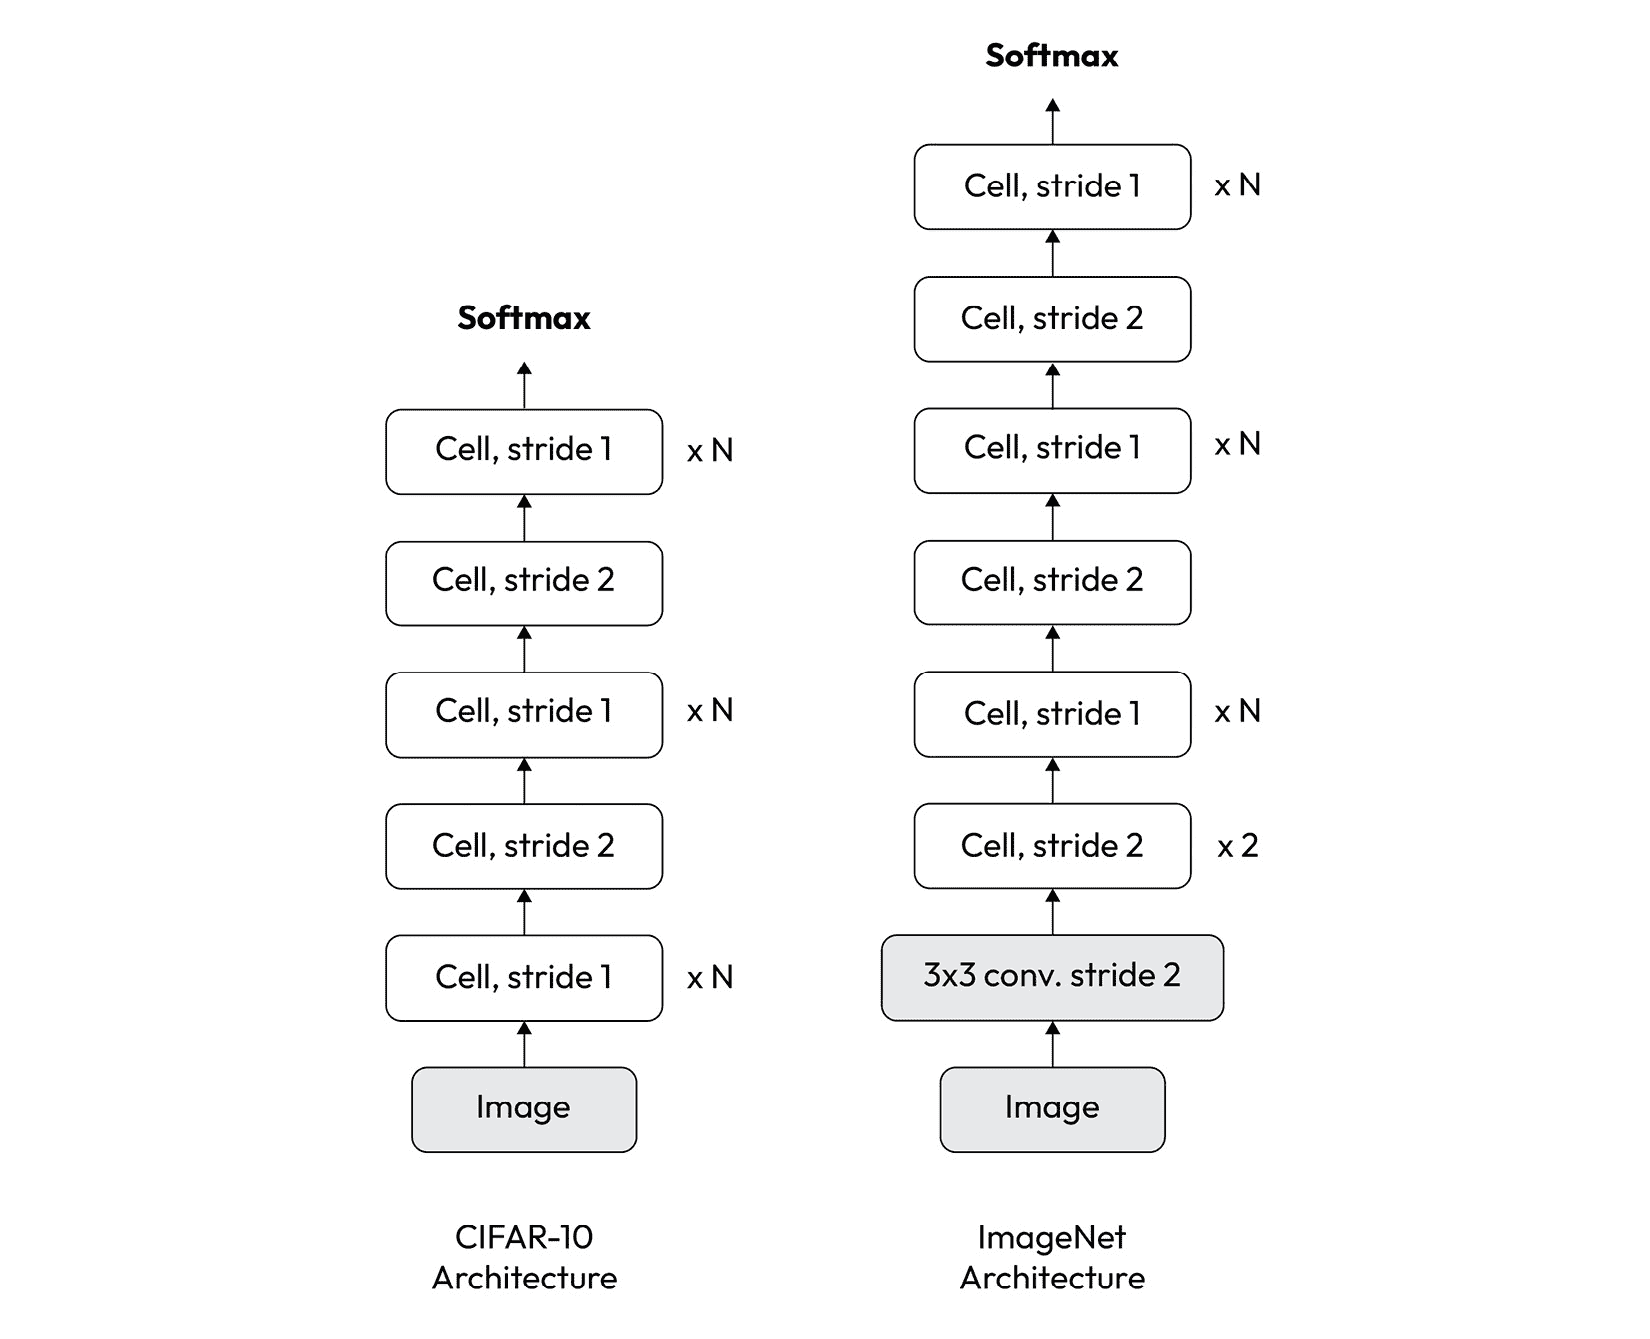 Softmax
Cell, stride 1 x N
Cell, stride 2
Cell, stride 1 x N
Cell, stride 2
Cell, stride 1 x N
Image
CIFAR-10
Architecture
Softmax
Cell, stride 1 x N
Cell, stride 2
Cell, stride 1 x N
Cell, stride 2
Cell, stride 1 x N
Cell, stride 2 x 2
3x3 conv. stride 2
Image
ImageNet
Architecture